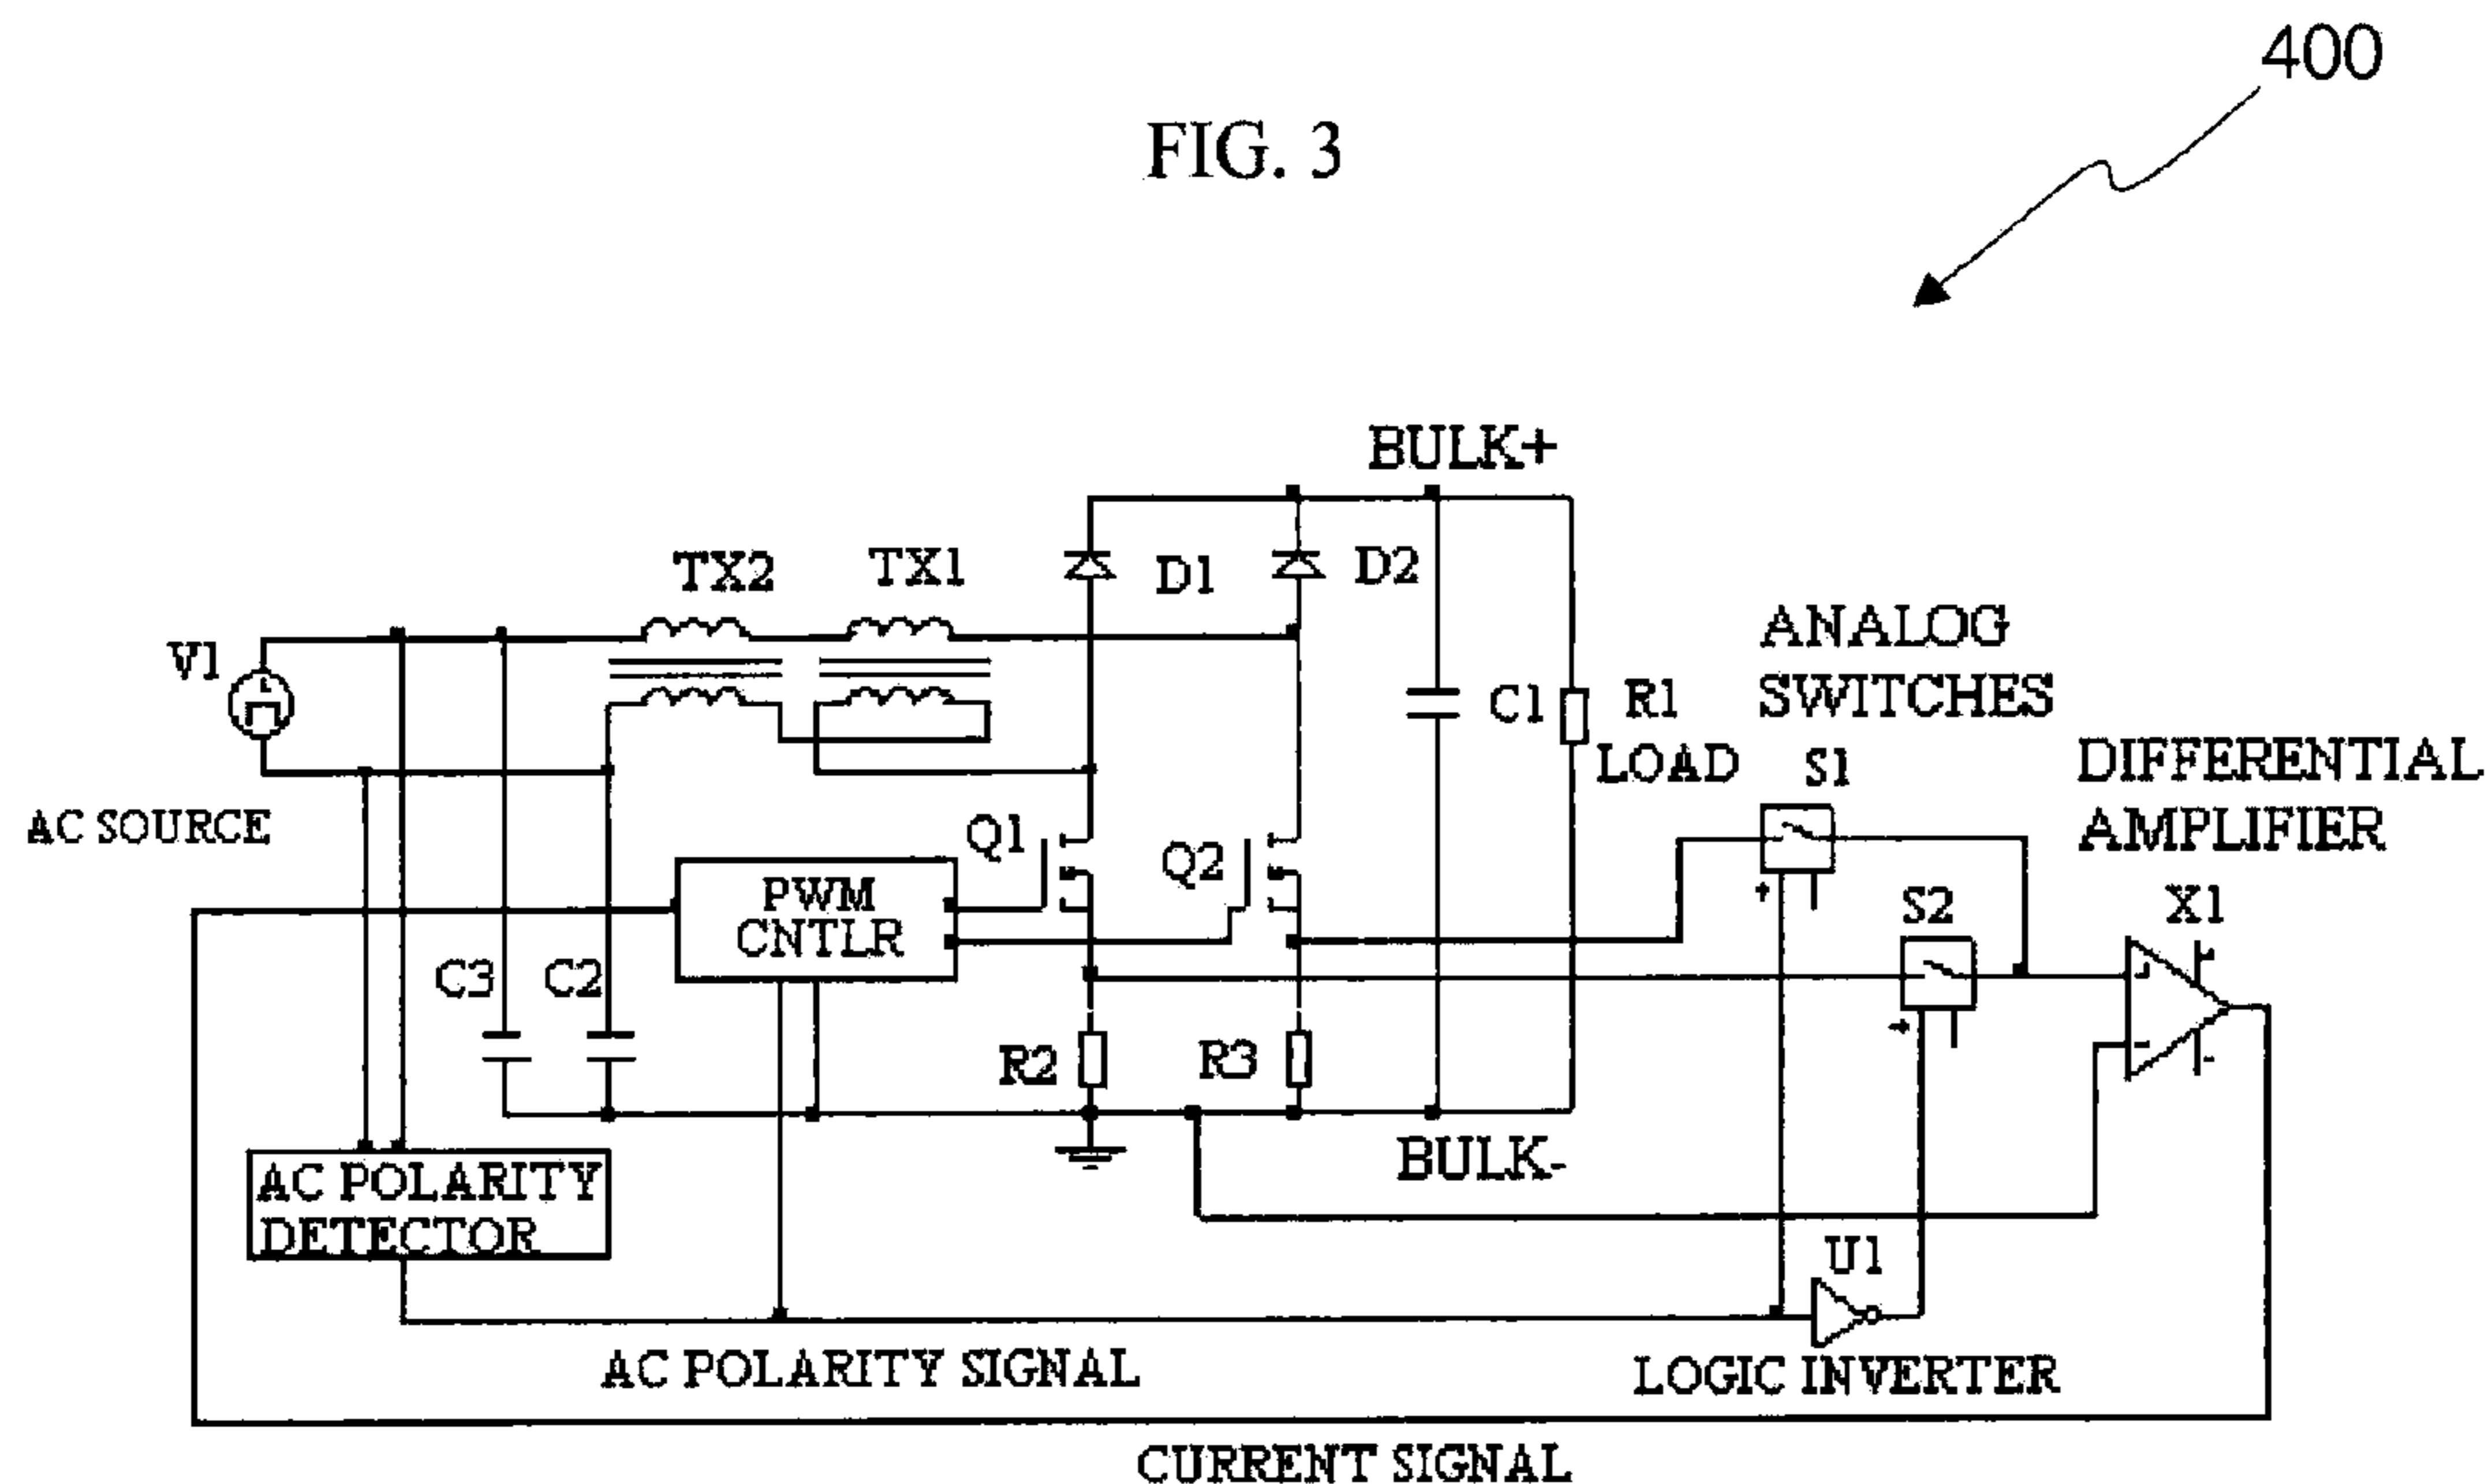 400
FIG. 3
BULK+
TX2
TX1
D1
D2
V1
C1
R1
LOAD
ANALOG
SWITCHES
S1
DIFFERENTIAL
AMPLIFIER
AC SOURCE
Q1
Q2
PWM
CNTLR
S2
X1
C3
C2
R2
R3
BULK-
AC POLARITY
DETECTOR
U1
AC POLARITY SIGNAL
LOGIC INVERTER
CURRENT SIGNAL